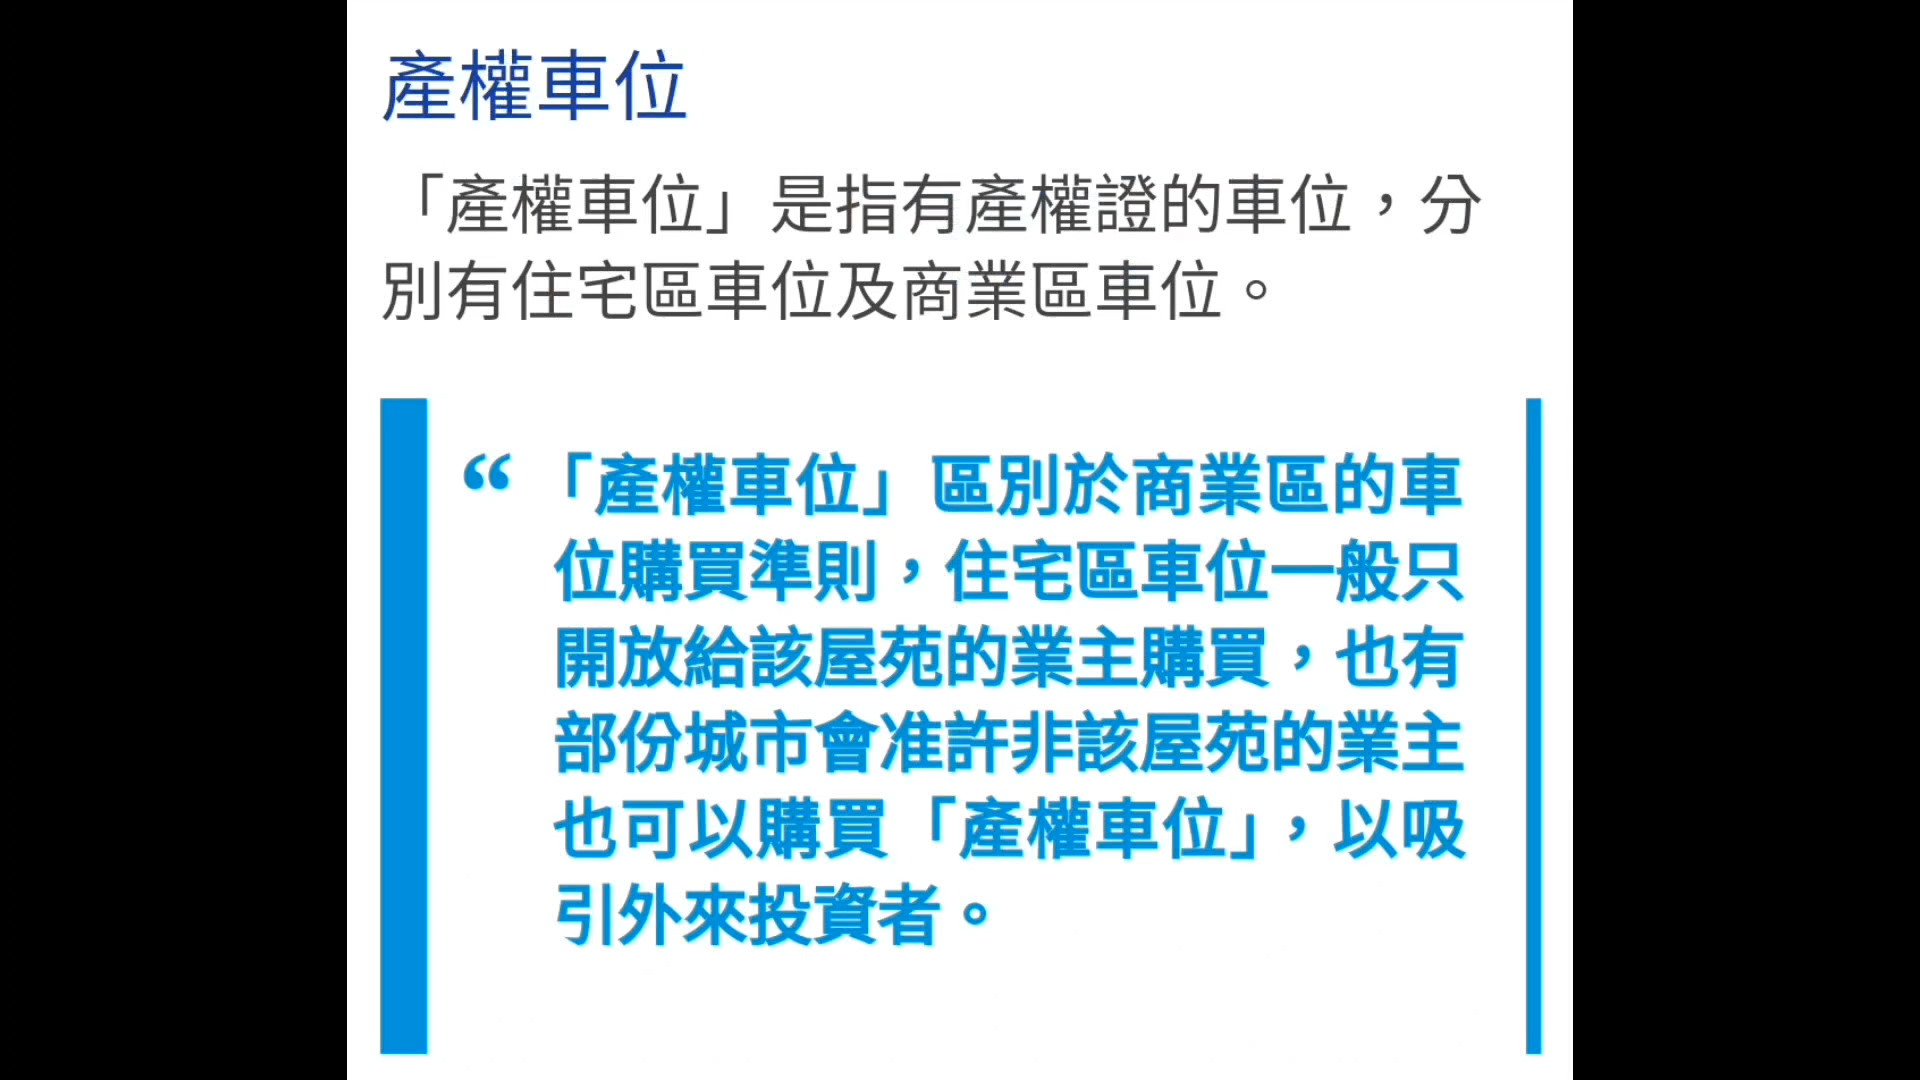 產權車位
「產權車位」是指有產權證的車位，分
別有住宅區車位及商業區車位。
“「產權車位」區別於商業區的車
位購買準則，住宅區車位一般只
開放給該屋苑的業主購買，也有
部份城市會准許非該屋苑的業主
也可以購買「產權車位」，以吸
引外來投資者。